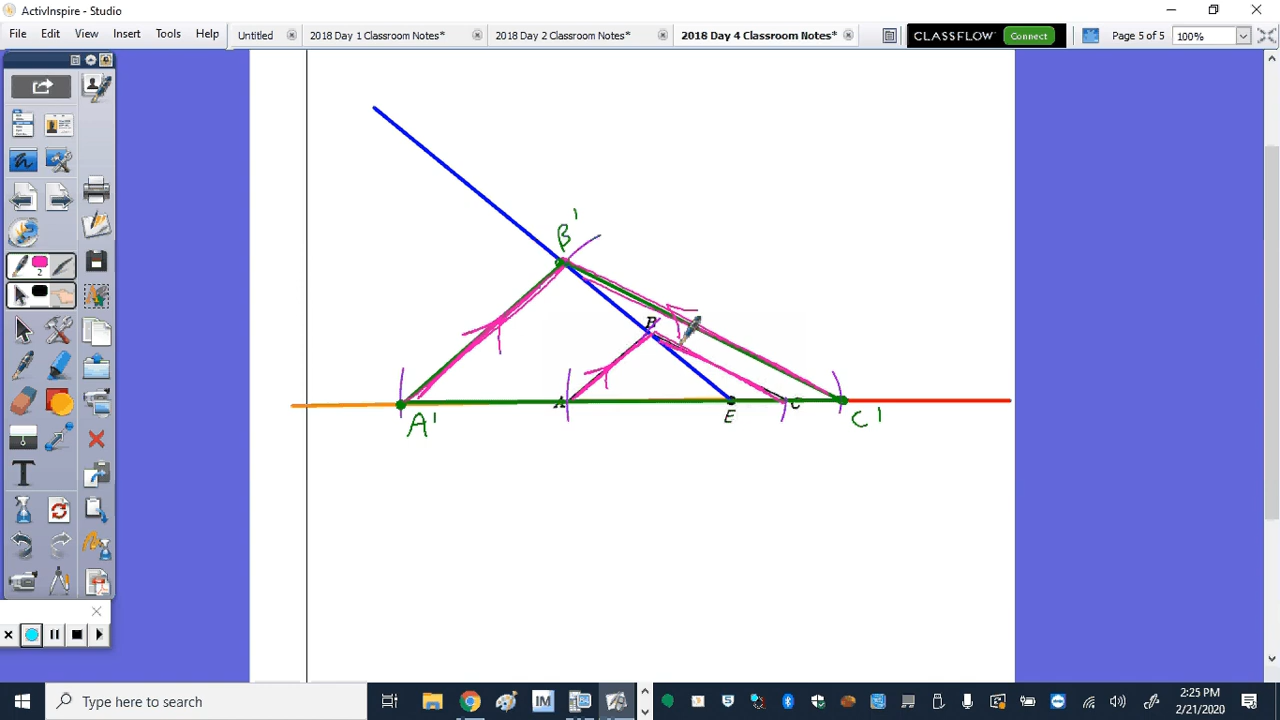 ActivInspire - Studio
File Edit View Insert Tools Help
Untitled
2018 Day 1 Classroom Notes*
2018 Day 2 Classroom Notes*
2018 Day 4 Classroom Notes*
CLASSFLOW
Connect
Page 5 of 5
100%
2
B'
B
A
E
C
A'
C'
Type here to search
IM
2:25 PM
2/21/2020